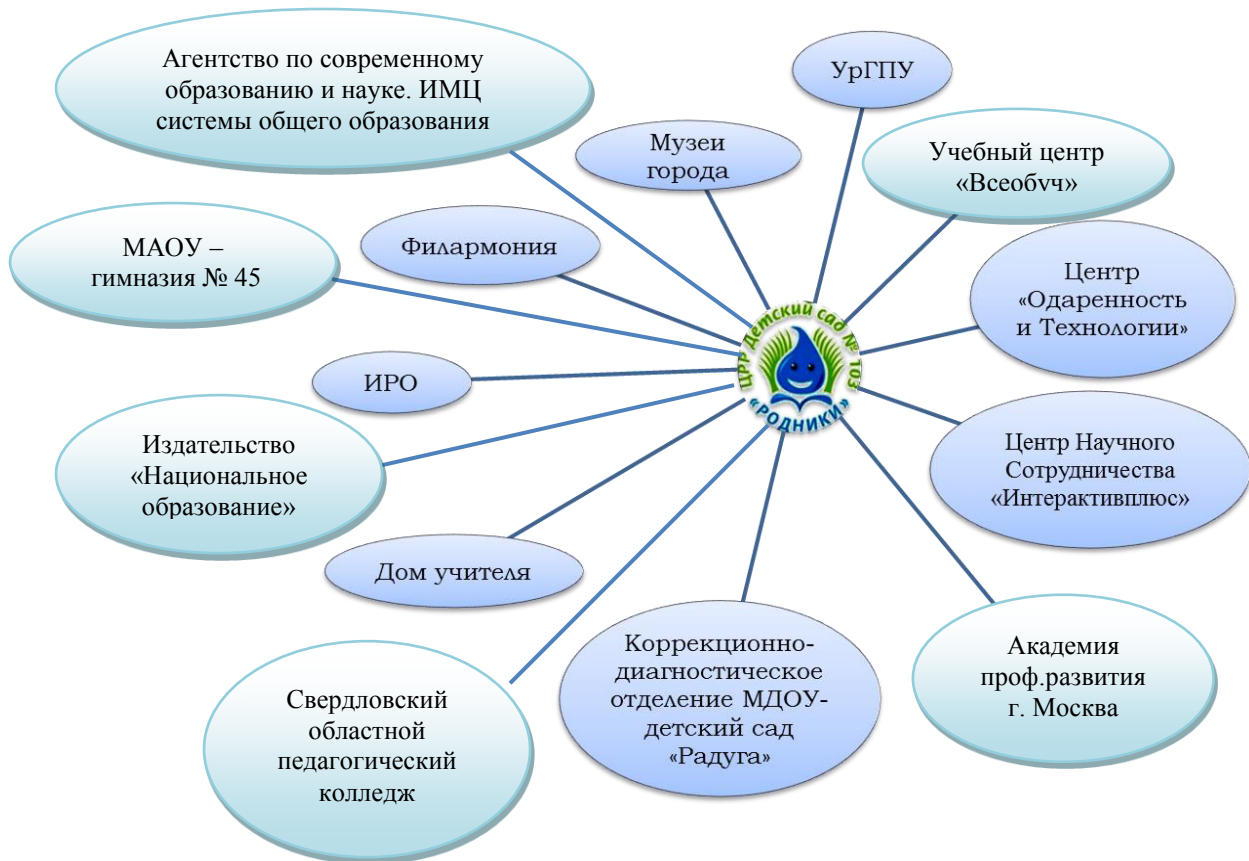 Агентство по современному
образованию и науке. ИМЦ
системы общего образования
УрГПУ
Музеи
города
Учебный центр
«Всеобуч»
Филармония
МАОУ –
гимназия № 45
Центр
«Одаренность
и Технологии»
ЦРР Детский сад № 103
«РОДНИКИ»
ИРО
Издательство
«Национальное
образование»
Центр Научного
Сотрудничества
«Интерактивплюс»
Дом учителя
Коррекционно-
диагностическое
отделение МДОУ-
детский сад
«Радуга»
Академия
проф.развития
г. Москва
Свердловский
областной
педагогический
колледж